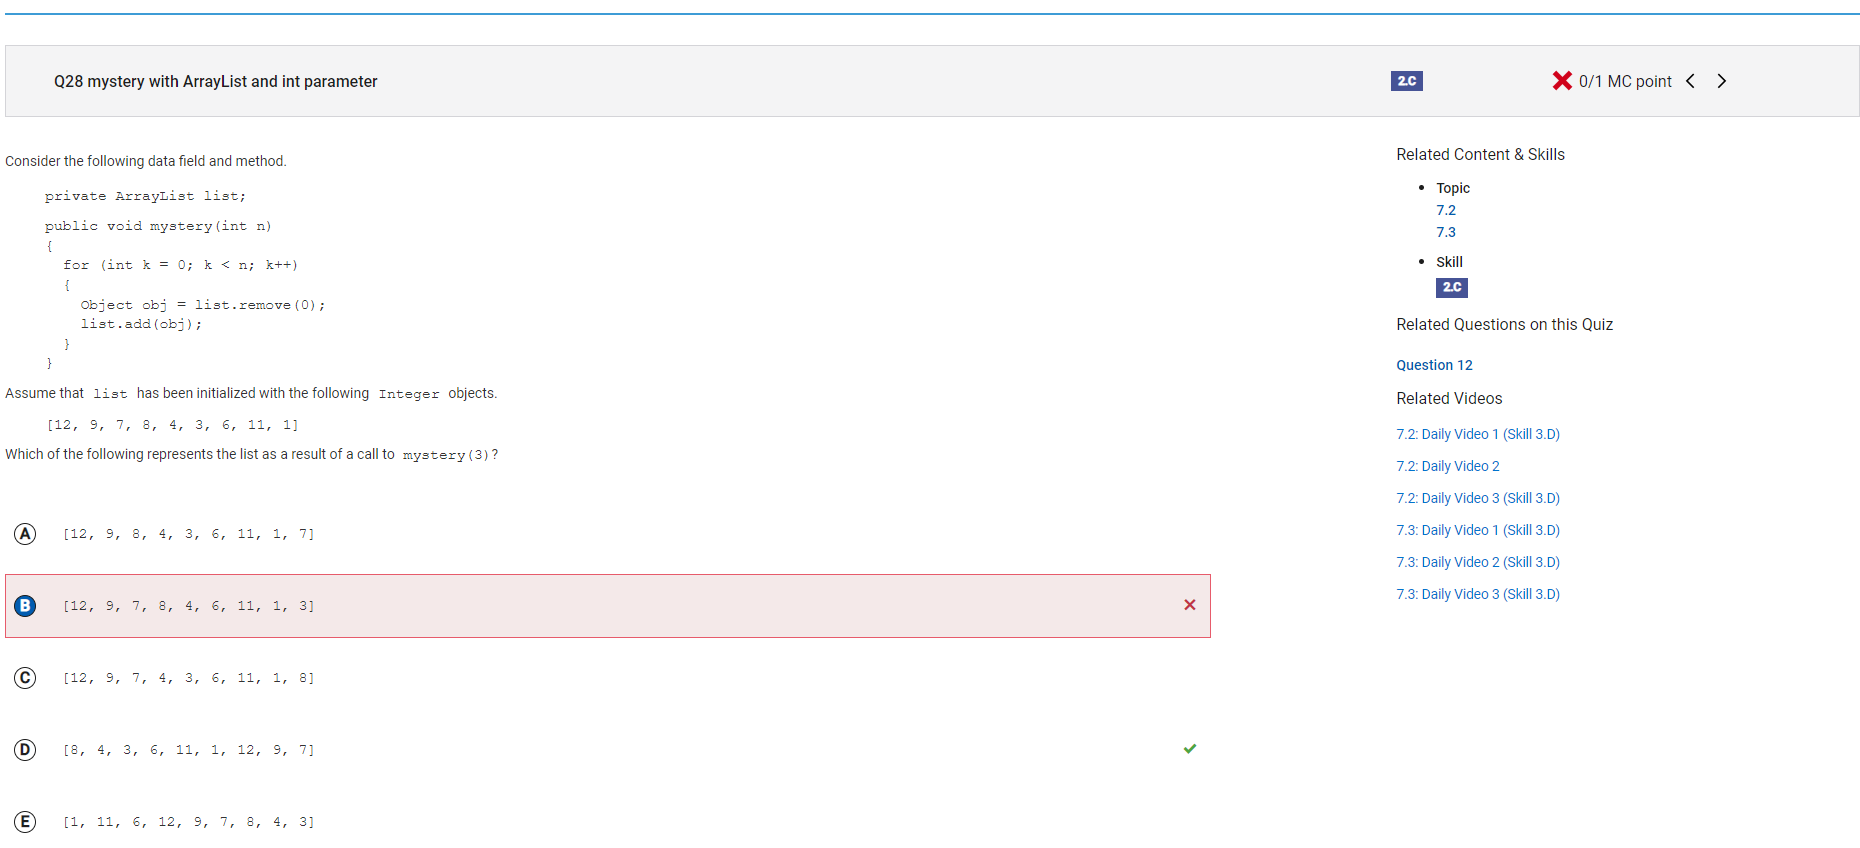 Q28 mystery with ArrayList and int parameter
2.C
0/1 MC point
Consider the following data field and method.
private ArrayList list;
public void mystery(int n)
{
for (int k = 0; k < n; k++)
{
Object obj = list.remove(0);
list.add(obj);
}
}
Assume that list has been initialized with the following Integer objects.
[12, 9, 7, 8, 4, 3, 6, 11, 1]
Which of the following represents the list as a result of a call to mystery(3)?
A [12, 9, 8, 4, 3, 6, 11, 1, 7]
B [12, 9, 7, 8, 4, 6, 11, 1, 3]
C [12, 9, 7, 4, 3, 6, 11, 1, 8]
D [8, 4, 3, 6, 11, 1, 12, 9, 7]
E [1, 11, 6, 12, 9, 7, 8, 4, 3]
Related Content & Skills
Topic
7.2
7.3
Skill
2.C
Related Questions on this Quiz
Question 12
Related Videos
7.2: Daily Video 1 (Skill 3.D)
7.2: Daily Video 2
7.2: Daily Video 3 (Skill 3.D)
7.3: Daily Video 1 (Skill 3.D)
7.3: Daily Video 2 (Skill 3.D)
7.3: Daily Video 3 (Skill 3.D)